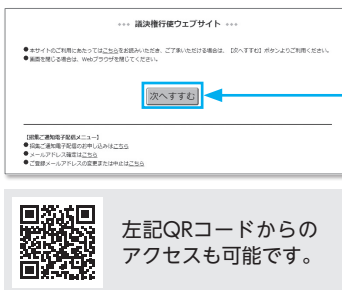 *** 議決権行使ウェブサイト ***
●本サイトのご利用にあたってはこちらをお読みいただき、ご了承いただける場合は、【次へすすむ】ボタンよりご利用ください。
●画面を閉じる場合は、Webブラウザを閉じてください。
次へすすむ
【招集ご通知電子配信メニュー】
●招集ご通知電子配信のお申し込みはこちら
●メールアドレス確認はこちら
●ご登録メールアドレスの変更または中止はこちら
左記QRコードからの
アクセスも可能です。